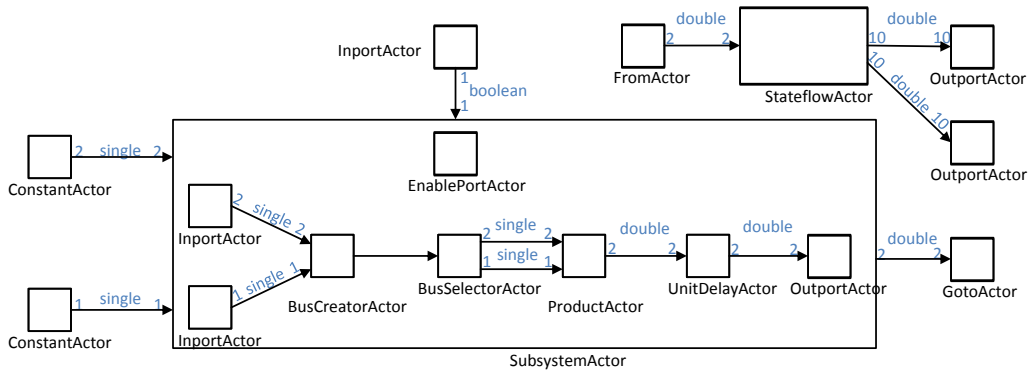 double
2 2
FromActor
StateflowActor
10 double 10
OutportActor
10 double 10
OutportActor
InportActor
1
boolean
1
2 single 2
ConstantActor
EnablePortActor
InportActor
2 single 2
1 single 1
InportActor
BusCreatorActor
2 single 2
1 single 1
BusSelectorActor
ProductActor
double
2 2
UnitDelayActor
double
2 2
OutportActor
double
2 2
GotoActor
1 single 1
ConstantActor
SubsystemActor